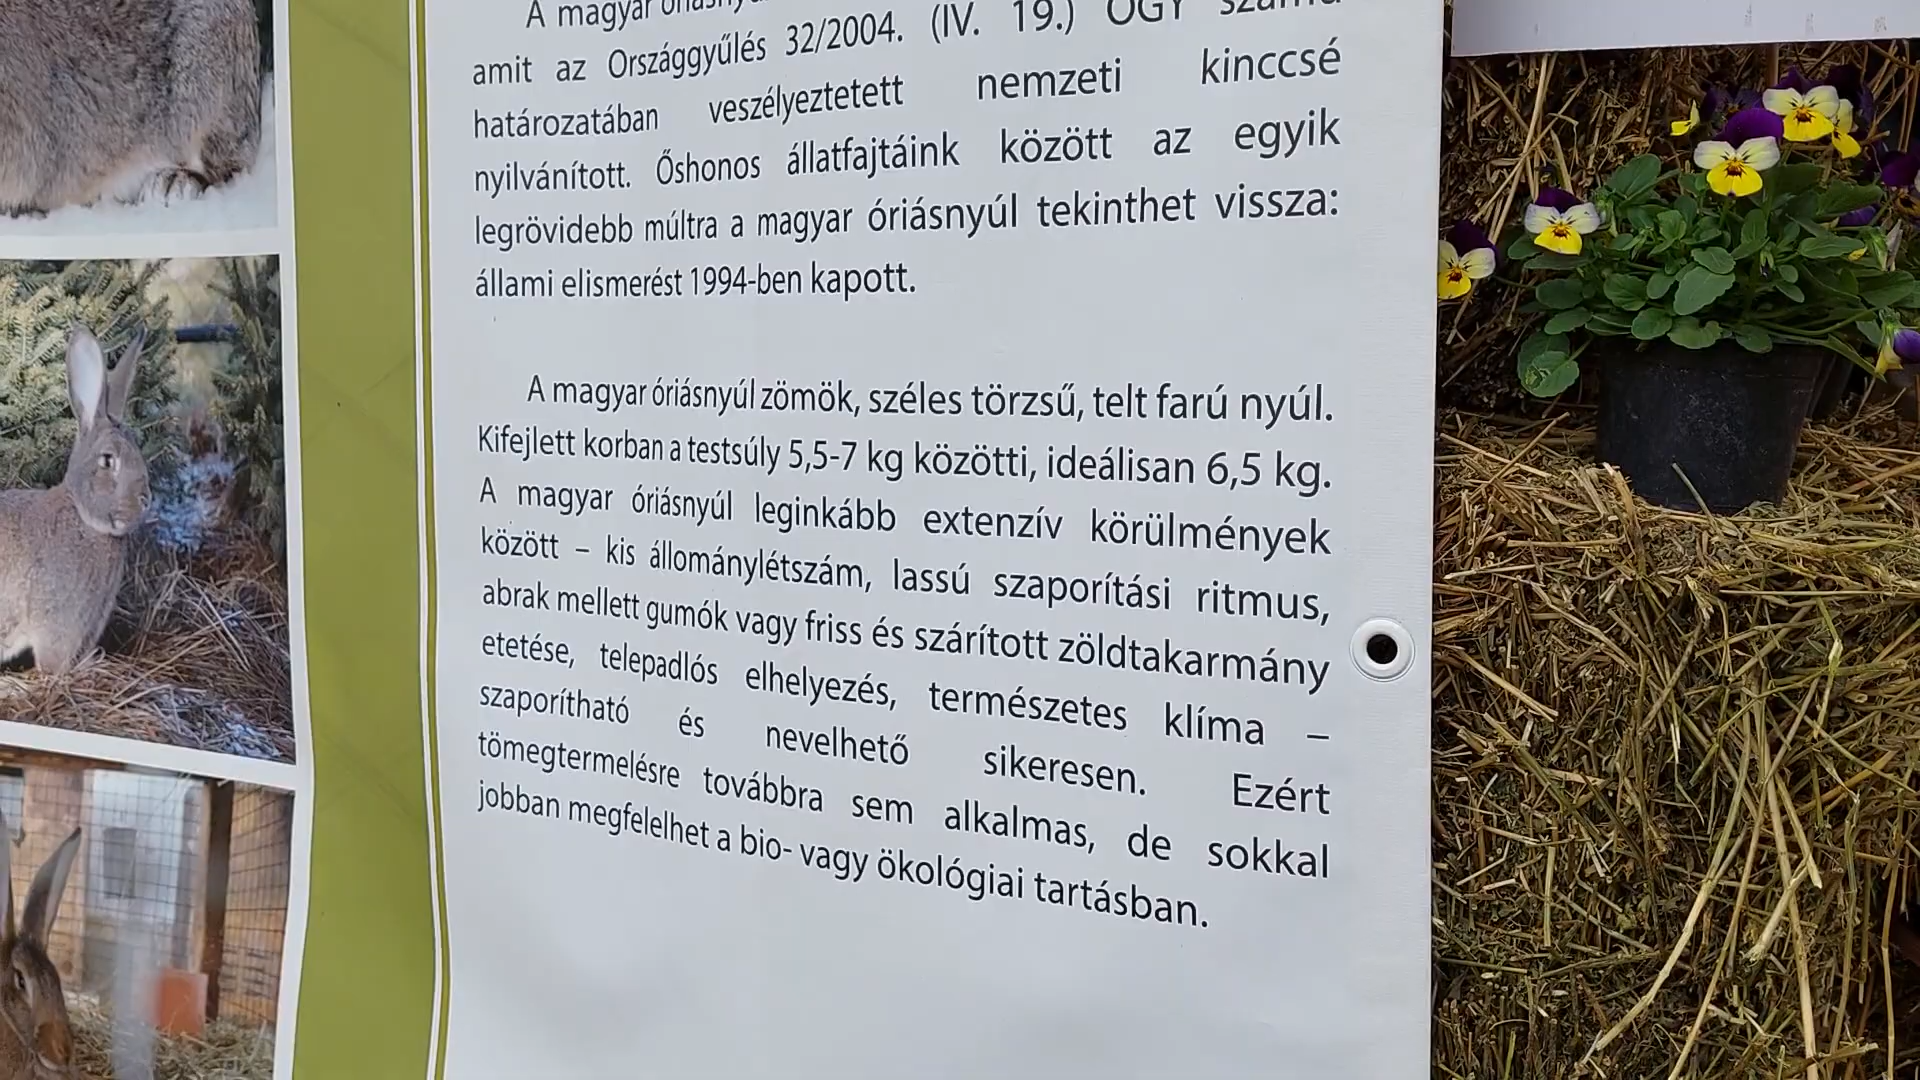 A magyar
amit az Országgyűlés 32/2004. (IV. 19.) OGY számú
határozatában veszélyeztetett nemzeti kinccsé
nyilvánított. Őshonos állatfajtáink között az egyik
legrövidebb múltra a magyar óriásnyúl tekinthet vissza:
állami elismerést 1994-ben kapott.
A magyar óriásnyúl zömök, széles törzsű, telt farú nyúl.
Kifejlett korban a testsúly 5,5-7 kg közötti, ideálisan 6,5 kg.
A magyar óriásnyúl leginkább extenzív körülmények
között – kis állománylétszám, lassú szaporítási ritmus,
abrak mellett gumók vagy friss és szárított zöldtakarmány
etetése, telepadlós elhelyezés, természetes klíma –
szaporítható és nevelhető sikeresen. Ezért
tömegtermelésre továbbra sem alkalmas, de sokkal
jobban megfelelhet a bio- vagy ökológiai tartásban.